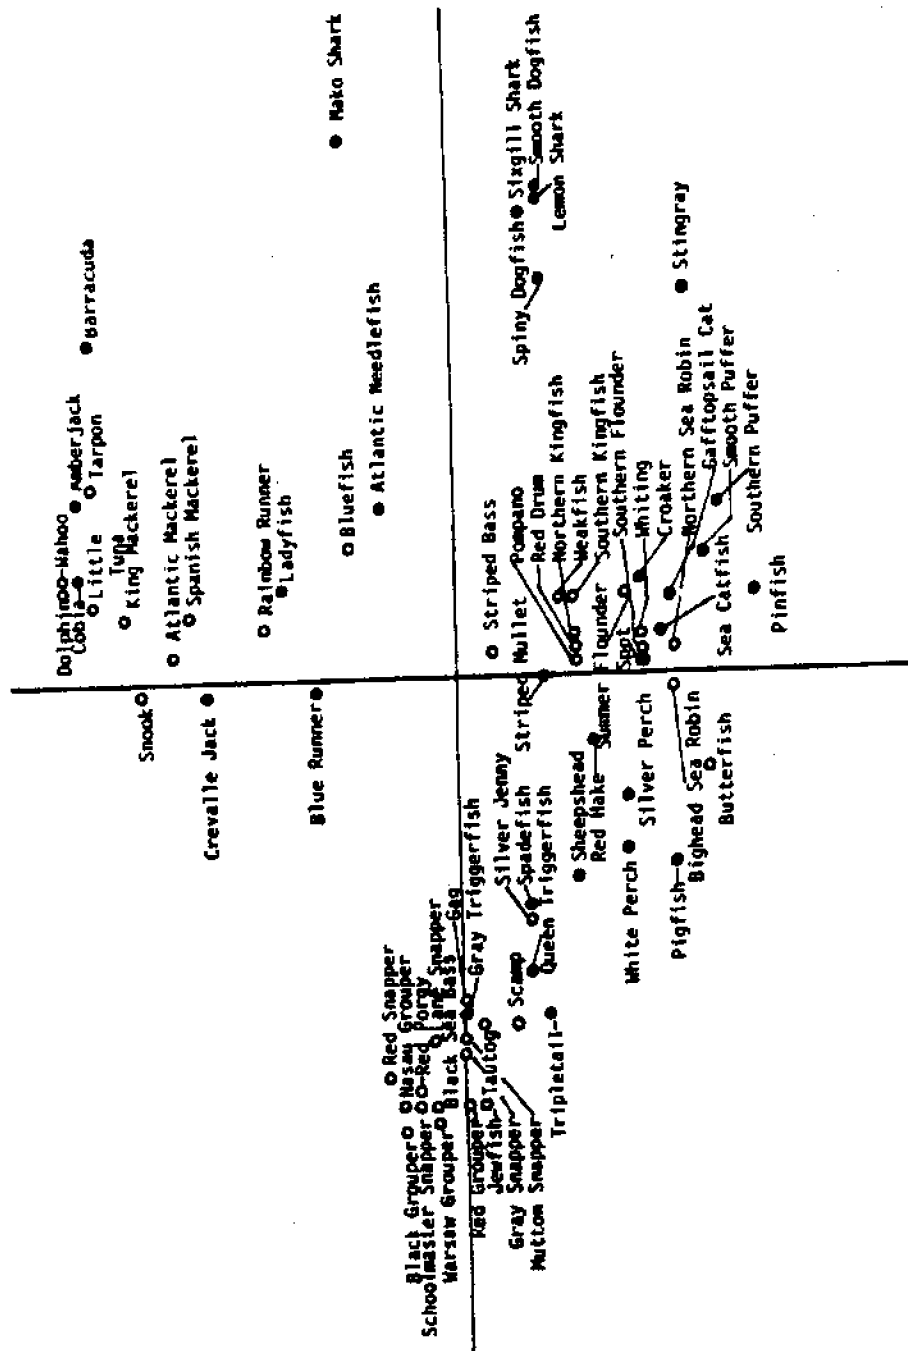 Mako Shark
Sixgill Shark
Smooth Dogfish
Lemon Shark
Spiny Dogfish
Stingray
Barracuda
Amberjack
Tarpon
Dolphin
Wahoo
Cobia
Little
Tuna
King Mackerel
Atlantic Mackerel
Spanish Mackerel
Rainbow Runner
Ladyfish
Bluefish
Atlantic Needlefish
Striped Bass
Striped Mullet
Pompano
Red Drum
Northern Kingfish
Weakfish
Southern Kingfish
Southern Flounder
Summer Flounder
Spot
Whiting
Croaker
Northern Sea Robin
Gafftopsail Cat
Smooth Puffer
Southern Puffer
Sea Catfish
Pinfish
Snook
Crevalle Jack
Blue Runner
Gag
Gray Triggerfish
Silver Jenny
Spadefish
Queen Triggerfish
Sheepshead
Red Hake
Silver Perch
White Perch
Pigfish
Bighead Sea Robin
Butterfish
Red Snapper
Nasau Grouper
Red Porgy
Lane Snapper
Black Sea Bass
Scamp
Tautog
Tripletail
Black Grouper
Schoolmaster Snapper
Warsaw Grouper
Red Grouper
Jewfish
Gray Snapper
Muttom Snapper